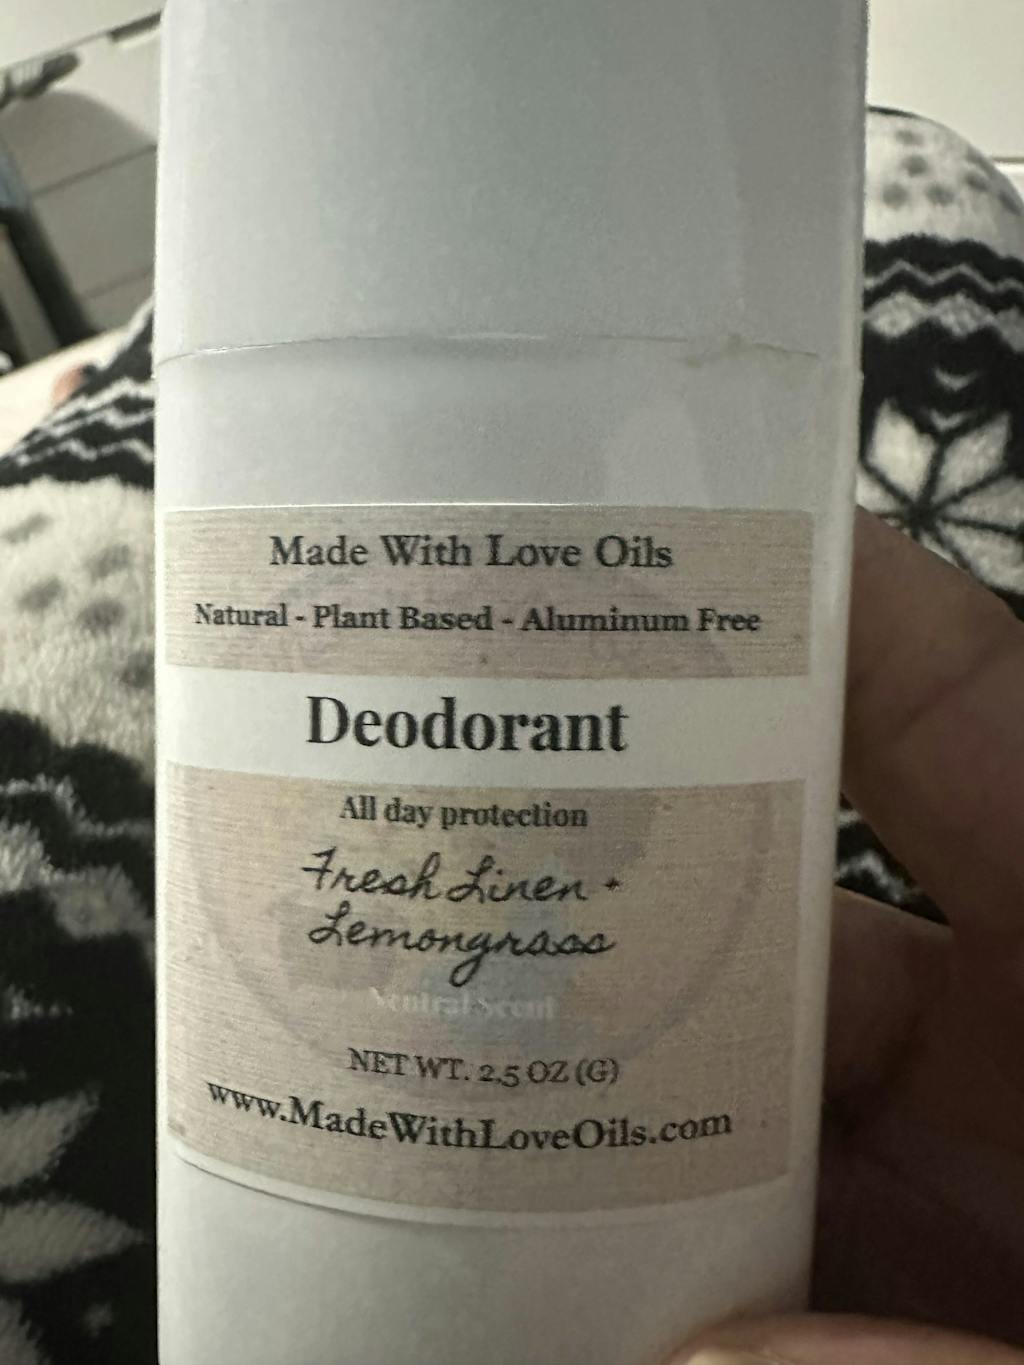 Made With Love Oils
Natural - Plant Based - Aluminum Free
Deodorant
All day protection
Fresh Linen +
Lemongrass
Neutral Scent
NET WT. 2.5 OZ (G)
www.MadeWithLoveOils.com